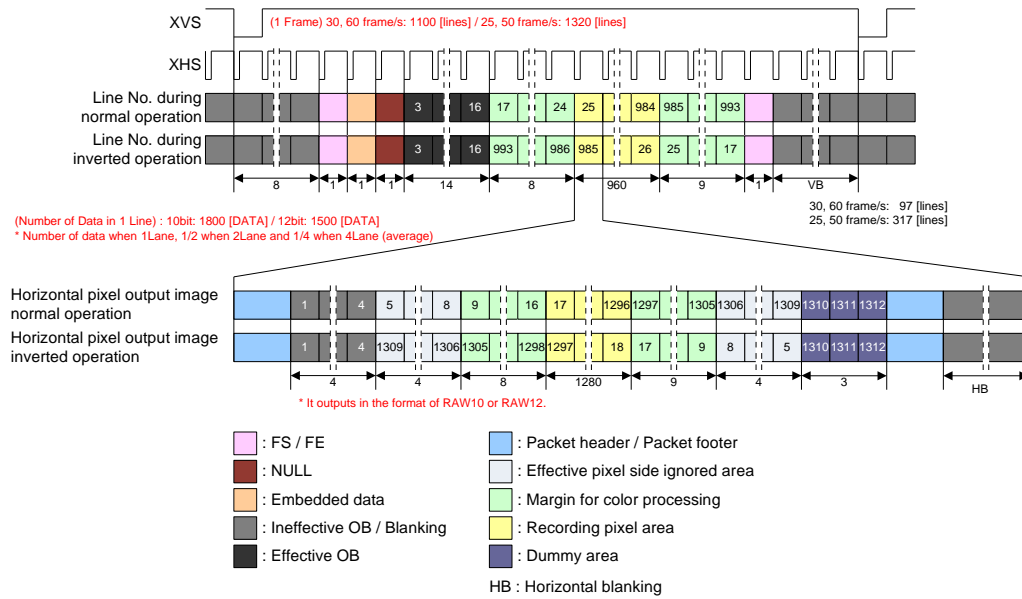 XVS
(1 Frame) 30, 60 frame/s: 1100 [lines] / 25, 50 frame/s: 1320 [lines]
XHS
Line No. during
normal operation
3 16 17 24 25 984 985 993
Line No. during
inverted operation
3 16 993 986 985 26 25 17
8 1 1 1 14 8 960 9 1 VB
30, 60 frame/s: 97 [lines]
25, 50 frame/s: 317 [lines]
(Number of Data in 1 Line) : 10bit: 1800 [DATA] / 12bit: 1500 [DATA]
* Number of data when 1Lane, 1/2 when 2Lane and 1/4 when 4Lane (average)
Horizontal pixel output image
normal operation
1 4 5 8 9 16 17 1296 1297 1305 1306 1309 1310 1311 1312
Horizontal pixel output image
inverted operation
1 4 1309 1306 1305 1298 1297 18 17 9 8 5 1310 1311 1312
4 4 8 1280 9 4 3 HB
* It outputs in the format of RAW10 or RAW12.
: FS / FE
: NULL
: Embedded data
: Ineffective OB / Blanking
: Effective OB
: Packet header / Packet footer
: Effective pixel side ignored area
: Margin for color processing
: Recording pixel area
: Dummy area
HB : Horizontal blanking